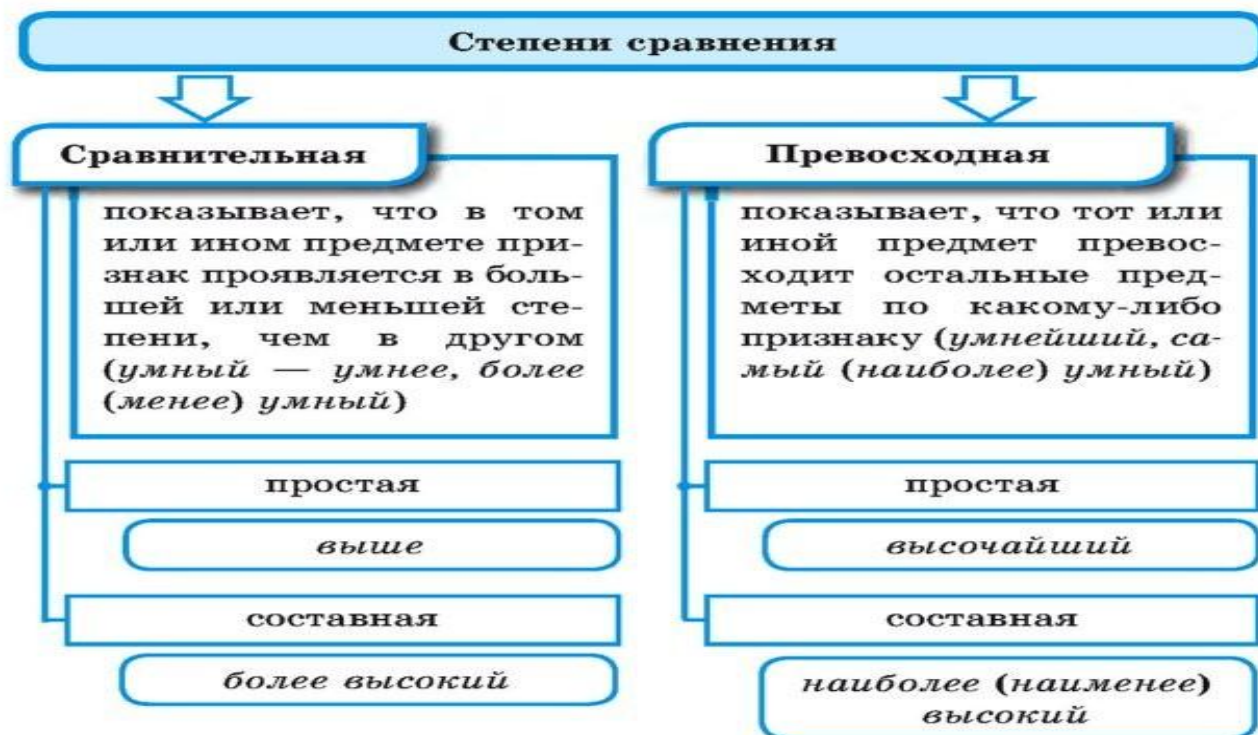 Степени сравнения
Сравнительная
показывает, что в том
или ином предмете при-
знак проявляется в боль-
шей или меньшей сте-
пени, чем в другом
(умный — умнее, более
(менее) умный)
простая
выше
составная
более высокий
Превосходная
показывает, что тот или
иной предмет превос-
ходит остальные пред-
меты по какому-либо
признаку (умнейший, са-
мый (наиболее) умный)
простая
высочайший
составная
наиболее (наименее)
высокий